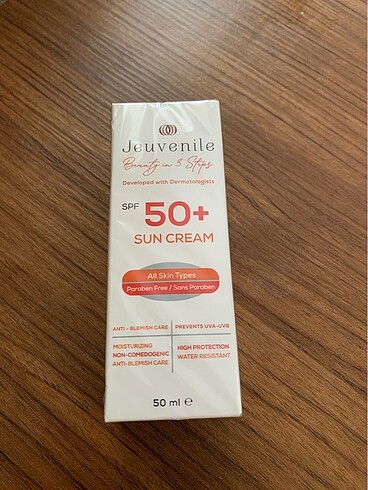 Jeuvenile
Beauty in 3 Steps
Developed with Dermatologists
SPF 50+
SUN CREAM
All Skin Types
Paraben Free / Sans Paraben
ANTI - BLEMISH CARE
PREVENTS UVA-UVB
MOISTURIZING
NON-COMEDOGENIC
ANTI-BLEMISH CARE
HIGH PROTECTION
WATER RESISTANT
50 ml ℮